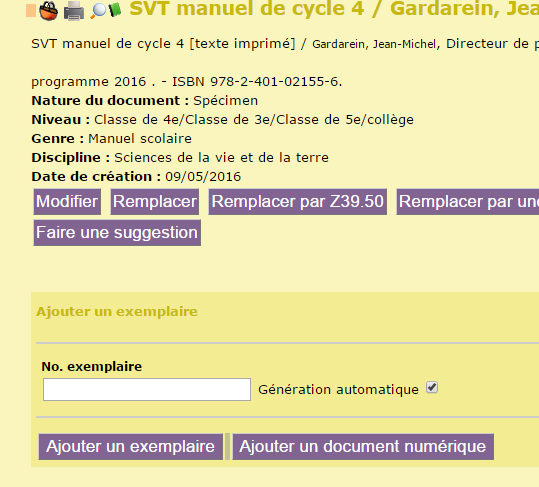 SVT manuel de cycle 4 / Gardarein, Jea
SVT manuel de cycle 4 [texte imprimé] / Gardarein, Jean-Michel, Directeur de p
programme 2016 . - ISBN 978-2-401-02155-6.
Nature du document : Spécimen
Niveau : Classe de 4e/Classe de 3e/Classe de 5e/collège
Genre : Manuel scolaire
Discipline : Sciences de la vie et de la terre
Date de création : 09/05/2016
Modifier Remplacer Remplacer par Z39.50 Remplacer par un
Faire une suggestion
Ajouter un exemplaire
No. exemplaire
Génération automatique
Ajouter un exemplaire Ajouter un document numérique